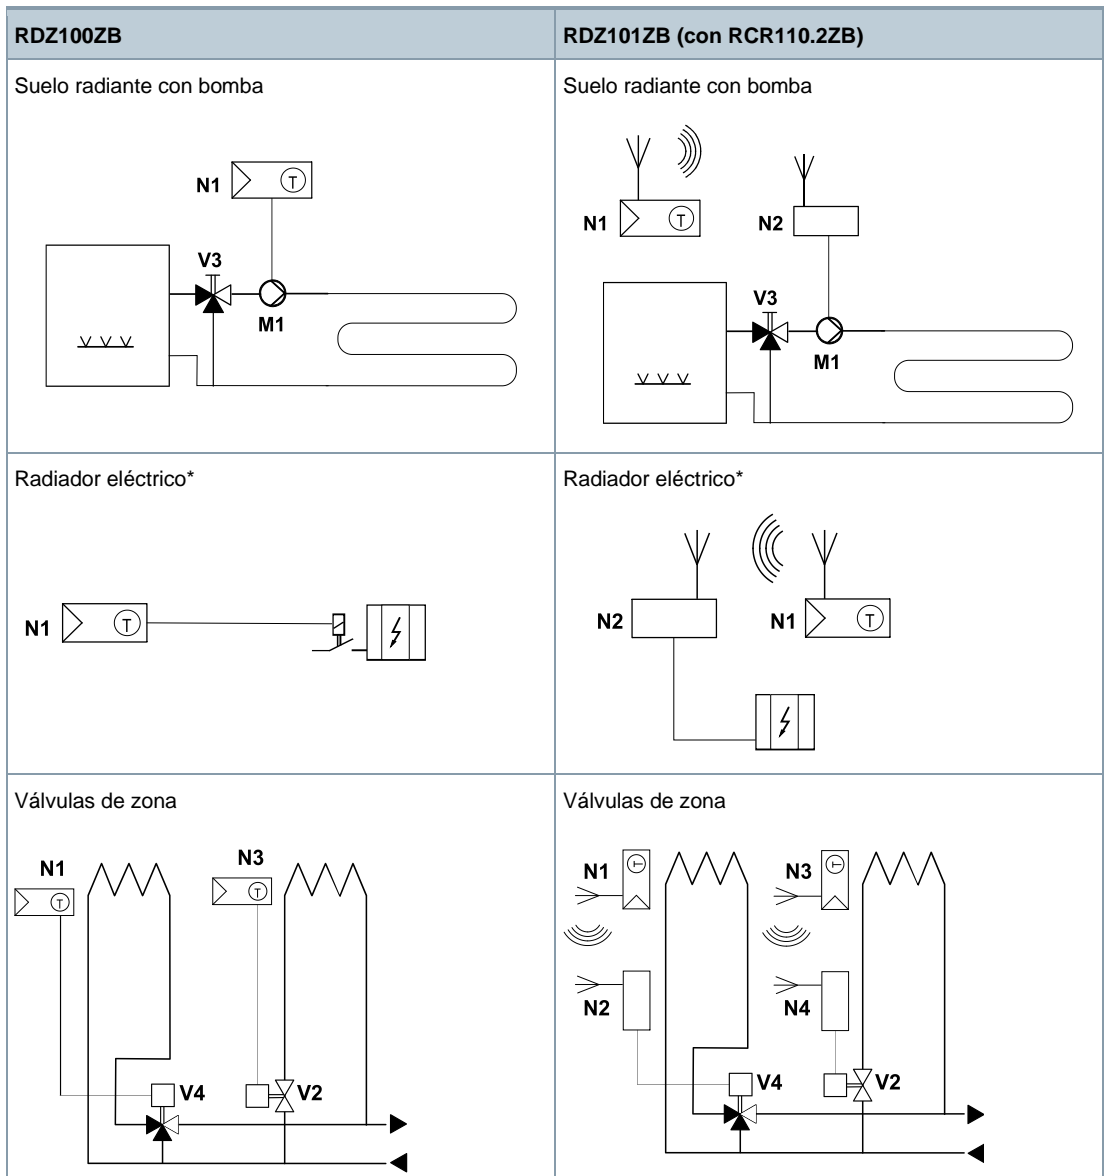 RDZ100ZB
RDZ101ZB (con RCR110.2ZB)
Suelo radiante con bomba
N1
T
V3
M1
Suelo radiante con bomba
N1
T
N2
V3
M1
Radiador eléctrico*
N1
T
Radiador eléctrico*
N2
N1
T
Válvulas de zona
N1
T
N3
T
V4
V2
Válvulas de zona
N1
T
N3
T
N2
N4
V4
V2